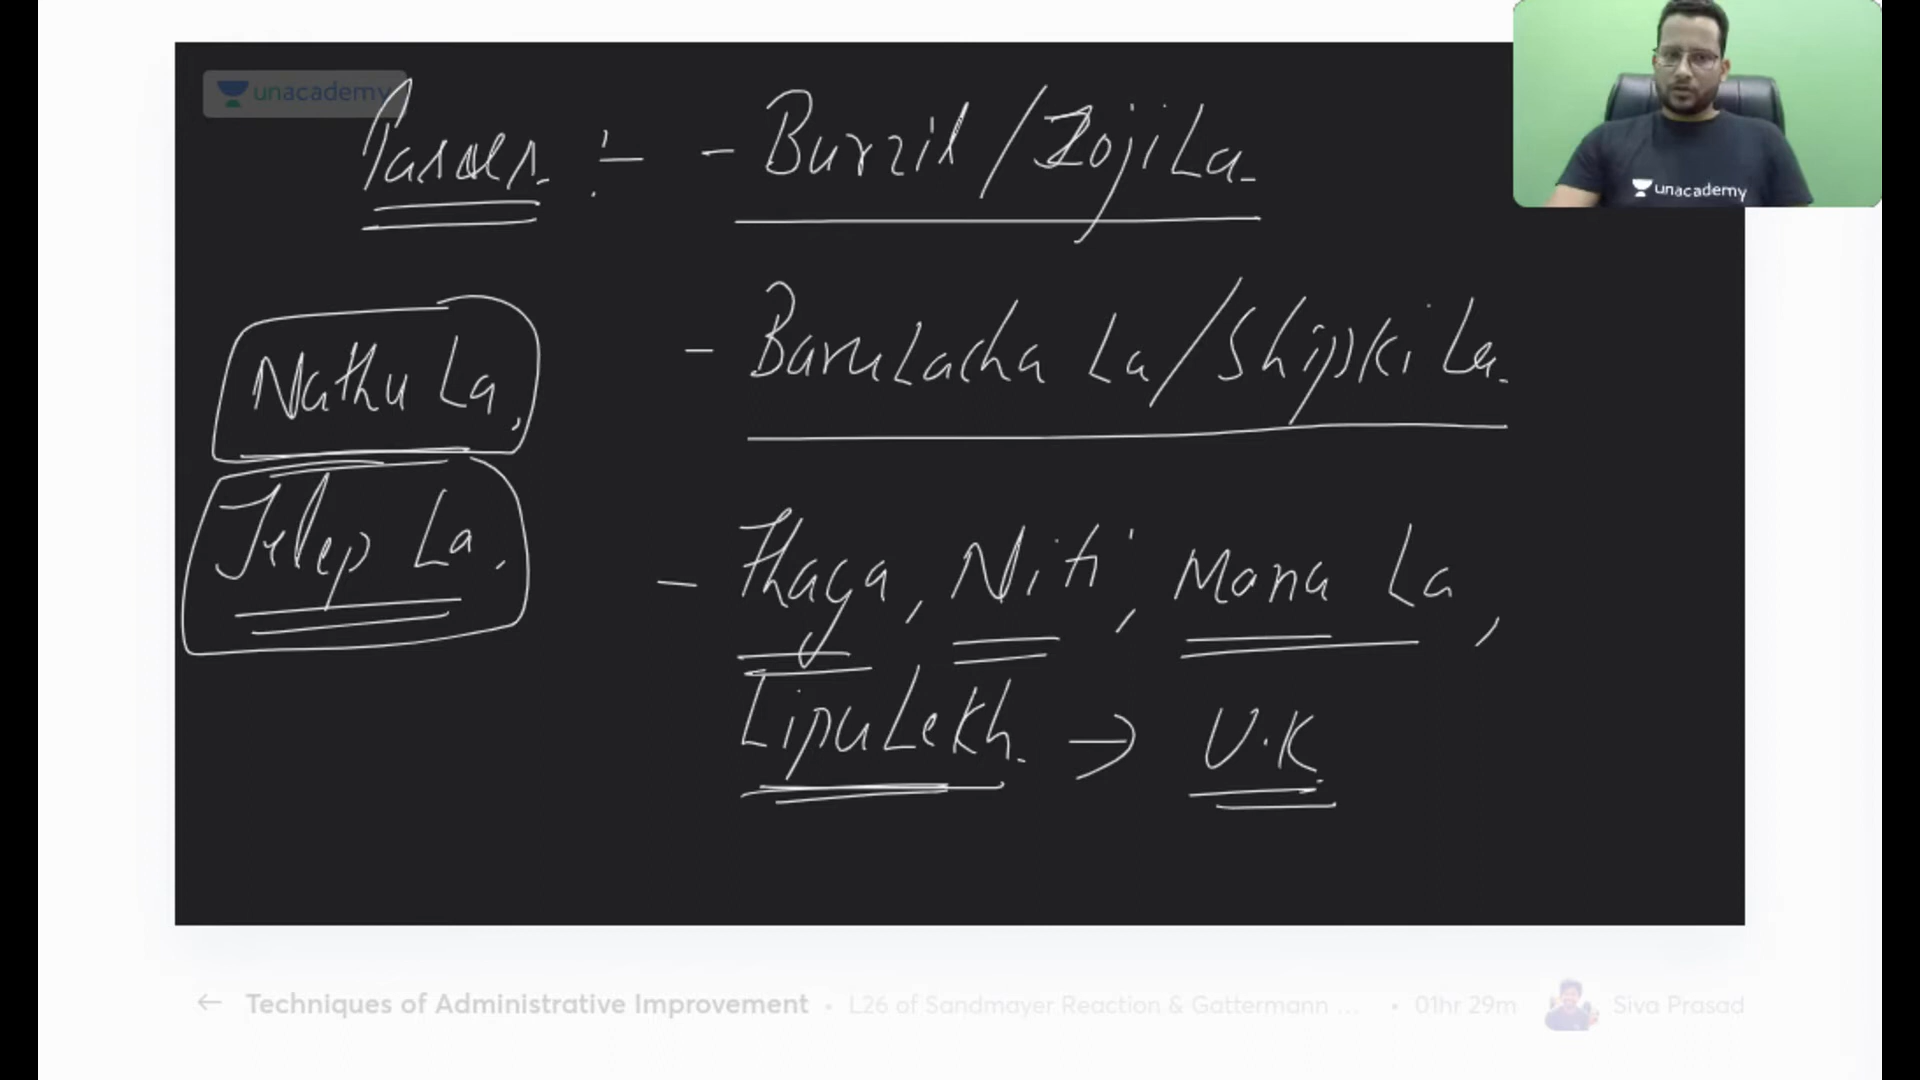 unacademy
Passes :- - Burzil / Zoji La.
unacademy
- BaraLacha La / Shipki La.
Nathu La,
Jelep La.
- Thaga, Niti, Mana La,
LipuLekh. → U.K.
← Techniques of Administrative Improvement • L26 of Sandmayer Reaction & Gattermann ... • 01hr 29m Siva Prasad